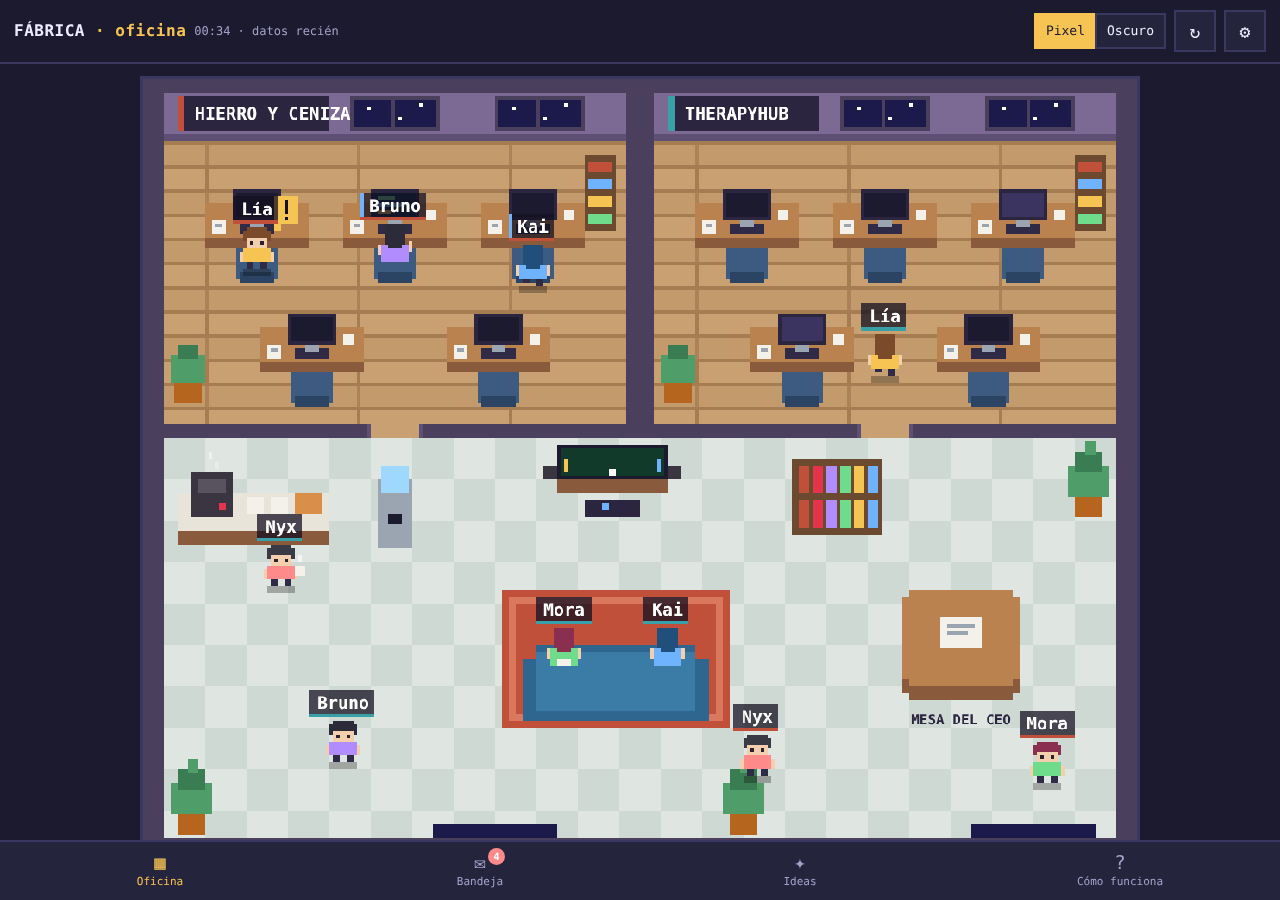 FÁBRICA · oficina 00:34 · datos recién
Pixel Oscuro ↻ ⚙
HIERRO Y CENIZA
THERAPYHUB
Lía !
Bruno
Kai
Lía
Nyx
Mora
Kai
Bruno
Nyx
MESA DEL CEO
Mora
Oficina
4
Bandeja
Ideas
?
Cómo funciona